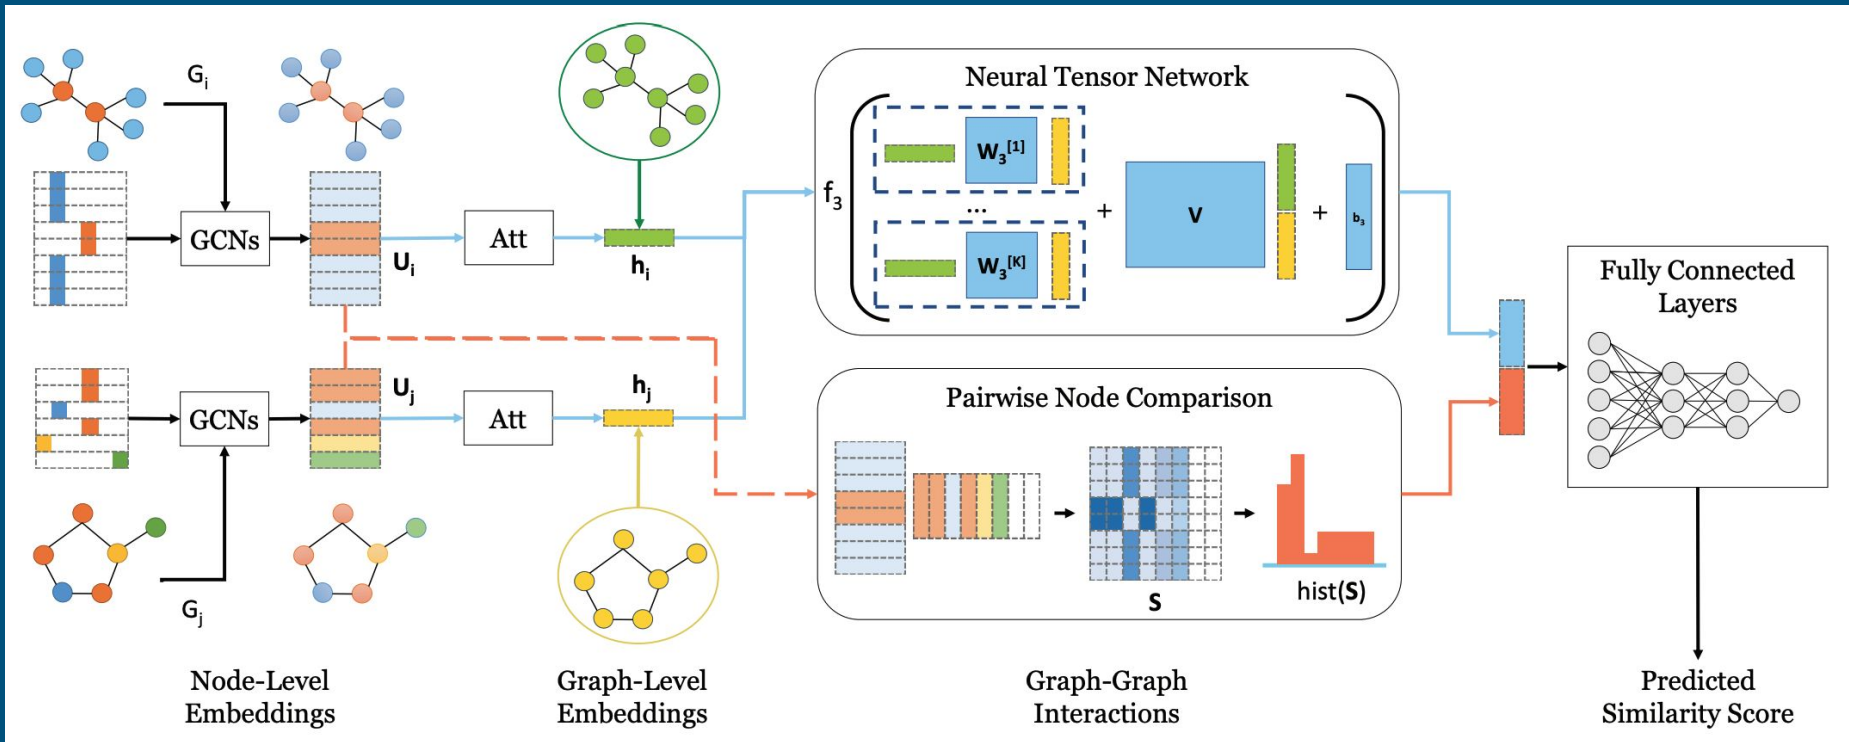 G_i
GCNs
U_i
Att
h_i
GCNs
U_j
Att
h_j
G_j
Neural Tensor Network
f_3
W_3^[1]
...
W_3^[K]
+
V
+
b_3
Pairwise Node Comparison
S
hist(S)
Fully Connected
Layers
Node-Level
Embeddings
Graph-Level
Embeddings
Graph-Graph
Interactions
Predicted
Similarity Score